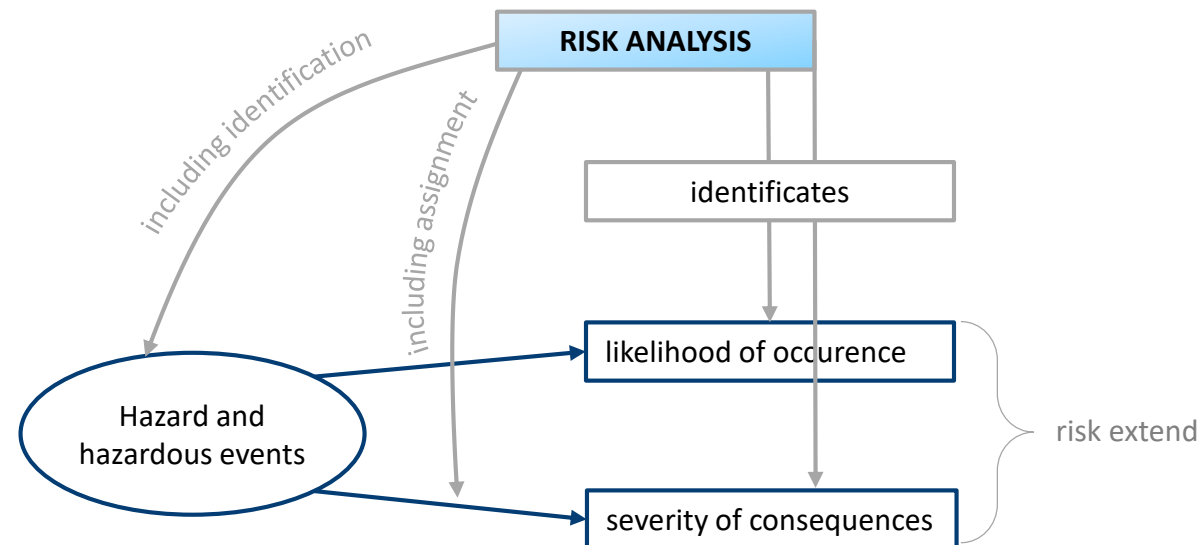 RISK ANALYSIS
including identification
including assignment
identificates
likelihood of occurence
Hazard and
hazardous events
risk extend
severity of consequences